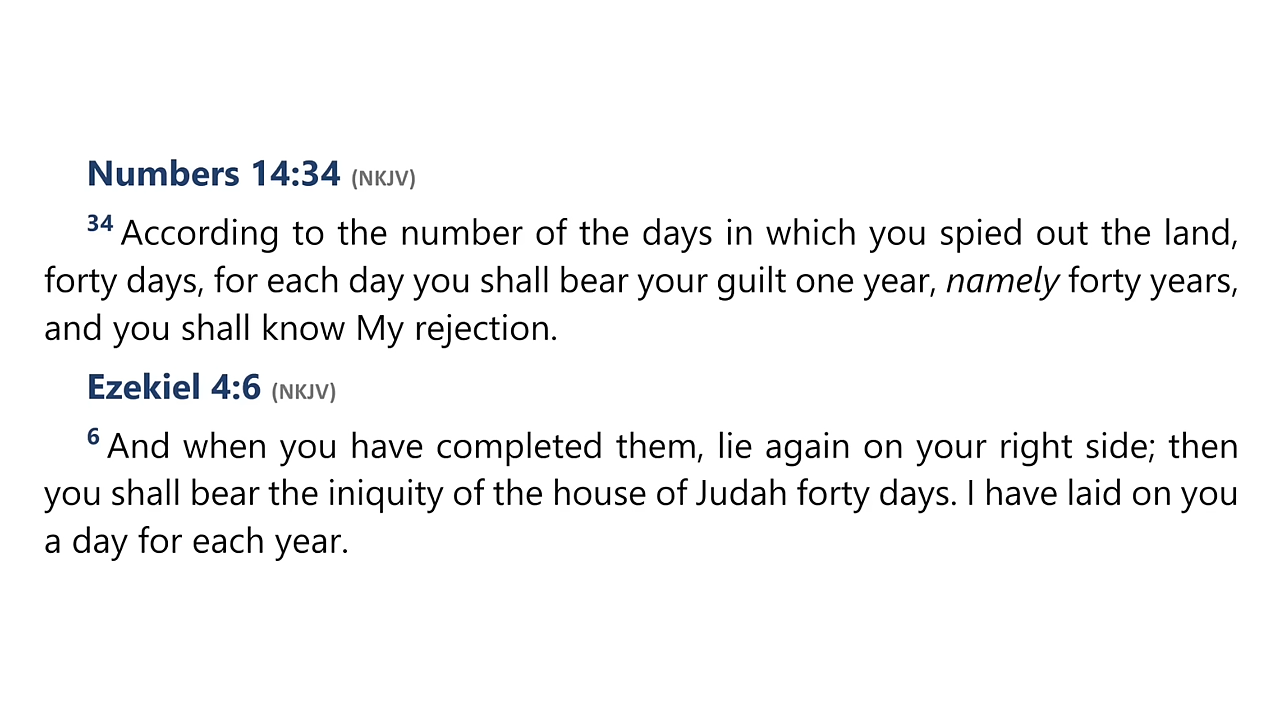 Numbers 14:34 (NKJV)
34 According to the number of the days in which you spied out the land,
forty days, for each day you shall bear your guilt one year, namely forty years,
and you shall know My rejection.
Ezekiel 4:6 (NKJV)
6 And when you have completed them, lie again on your right side; then
you shall bear the iniquity of the house of Judah forty days. I have laid on you
a day for each year.